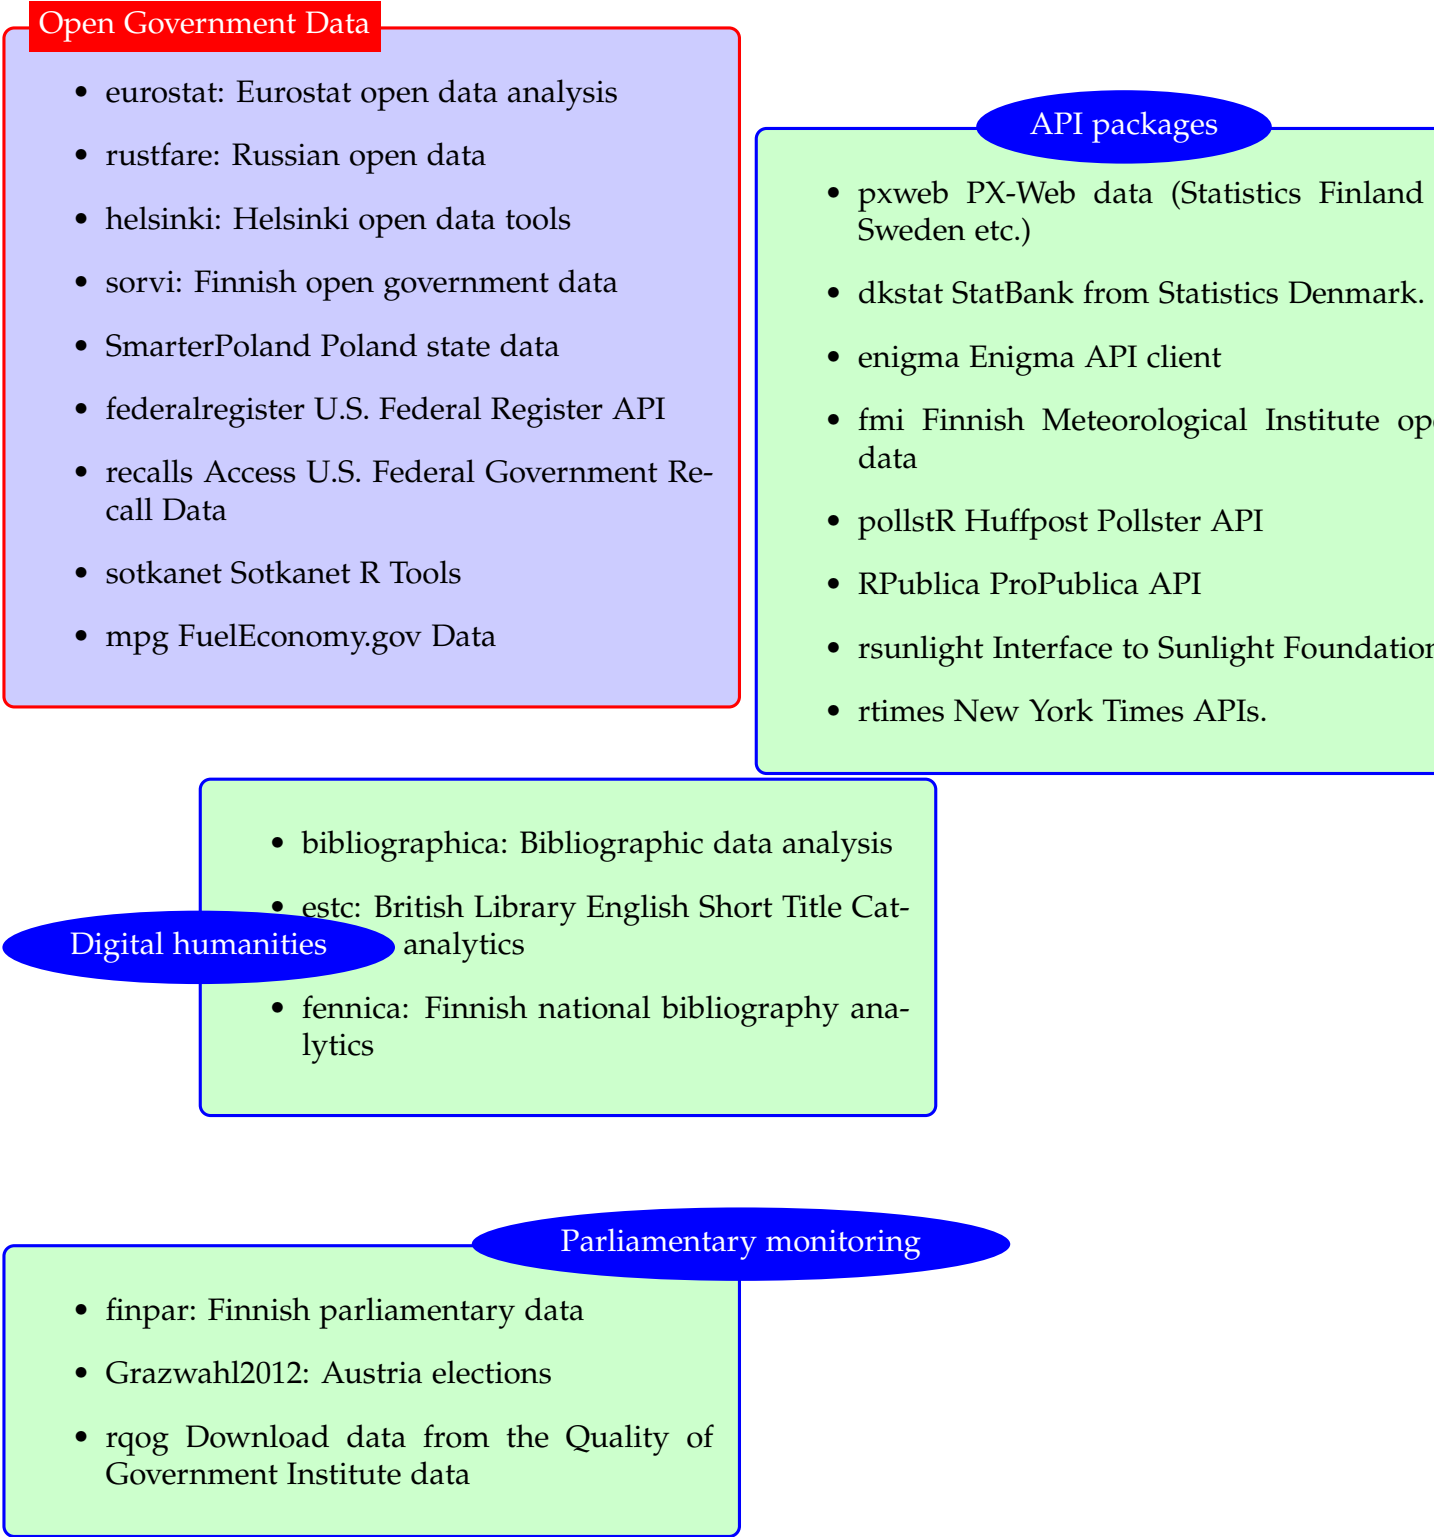 Open Government Data
• eurostat: Eurostat open data analysis
• rustfare: Russian open data
• helsinki: Helsinki open data tools
• sorvi: Finnish open government data
• SmarterPoland Poland state data
• federalregister U.S. Federal Register API
• recalls Access U.S. Federal Government Re-
call Data
• sotkanet Sotkanet R Tools
• mpg FuelEconomy.gov Data
API packages
• pxweb PX-Web data (Statistics Finland
Sweden etc.)
• dkstat StatBank from Statistics Denmark.
• enigma Enigma API client
• fmi Finnish Meteorological Institute
data
• pollstR Huffpost Pollster API
• RPublica ProPublica API
• rsunlight Interface to Sunlight Foundation
• rtimes New York Times APIs.
Digital humanities
• bibliographica: Bibliographic data analysis
• estc: British Library English Short Title Cat-
analytics
• fennica: Finnish national bibliography ana-
lytics
Parliamentary monitoring
• finpar: Finnish parliamentary data
• Grazwahl2012: Austria elections
• rqog Download data from the Quality of
Government Institute data